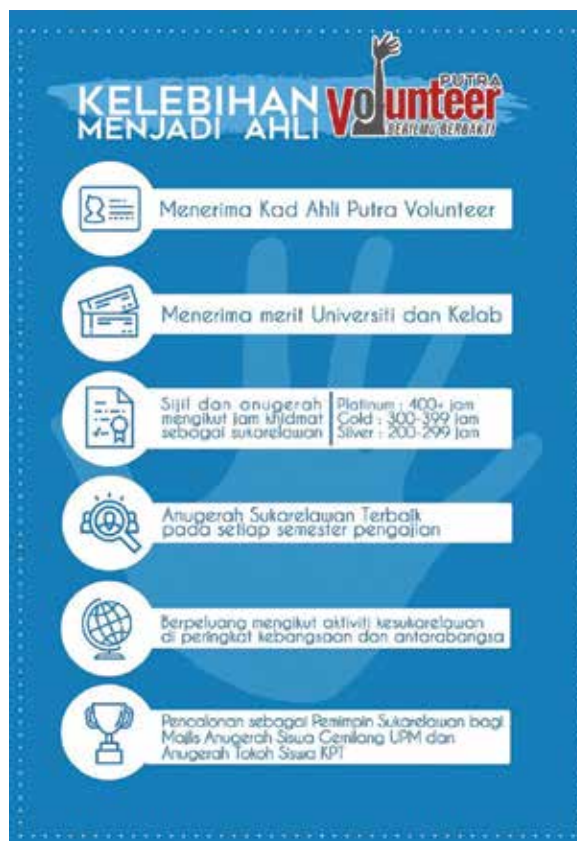 KELEBIHAN
MENJADI AHLI
PUTRA
Volunteer
BERILMU BERBAKTI
Menerima Kad Ahli Putra Volunteer
Menerima merit Universiti dan Kelab
Sijil dan anugerah
mengikut jam khidmat
sebagai sukarelawan
Platinum : 400+ jam
Gold : 300-399 jam
Silver : 200-299 jam
Anugerah Sukarelawan Terbaik
pada setiap semester pengajian
Berpeluang mengikut aktiviti kesukarelawan
di peringkat kebangsaan dan antarabangsa
Pencalonan sebagai Pemimpin Sukarelawan bagi
Majlis Anugerah Siswa Gemilang UPM dan
Anugerah Tokoh Siswa KPT